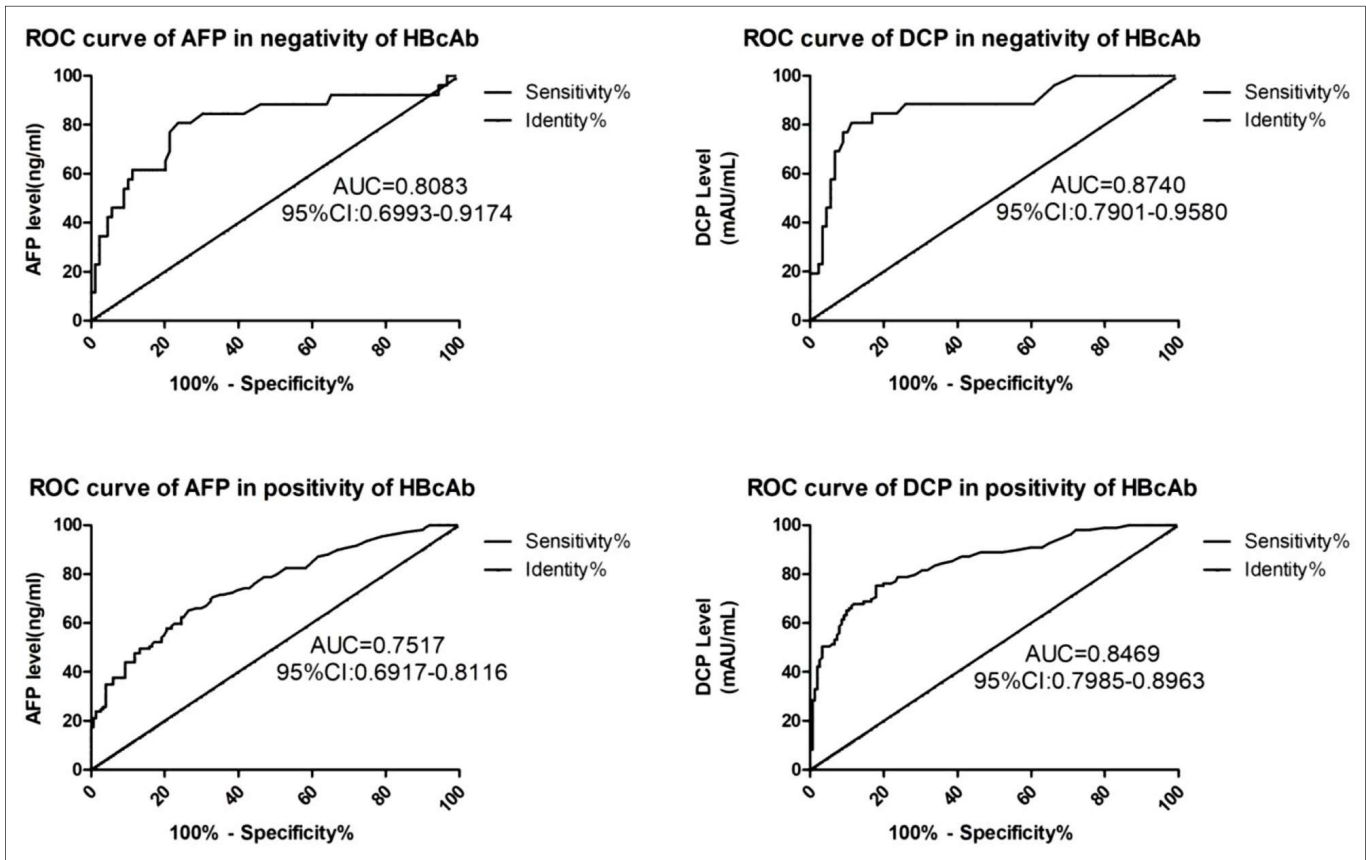 ROC curve of AFP in negativity of HBcAb
100
80
60
40
20
0
AFP level(ng/ml)
Sensitivity%
Identity%
AUC=0.8083
95%CI:0.6993-0.9174
0
20
40
60
80
100
100% - Specificity%
ROC curve of DCP in negativity of HBcAb
100
80
60
40
20
0
DCP Level
(mAU/mL)
Sensitivity%
Identity%
AUC=0.8740
95%CI:0.7901-0.9580
0
20
40
60
80
100
100% - Specificity%
ROC curve of AFP in positivity of HBcAb
100
80
60
40
20
0
AFP level(ng/ml)
Sensitivity%
Identity%
AUC=0.7517
95%CI:0.6917-0.8116
0
20
40
60
80
100
100% - Specificity%
ROC curve of DCP in positivity of HBcAb
100
80
60
40
20
0
DCP Level
(mAU/mL)
Sensitivity%
Identity%
AUC=0.8469
95%CI:0.7985-0.8963
0
20
40
60
80
100
100% - Specificity%